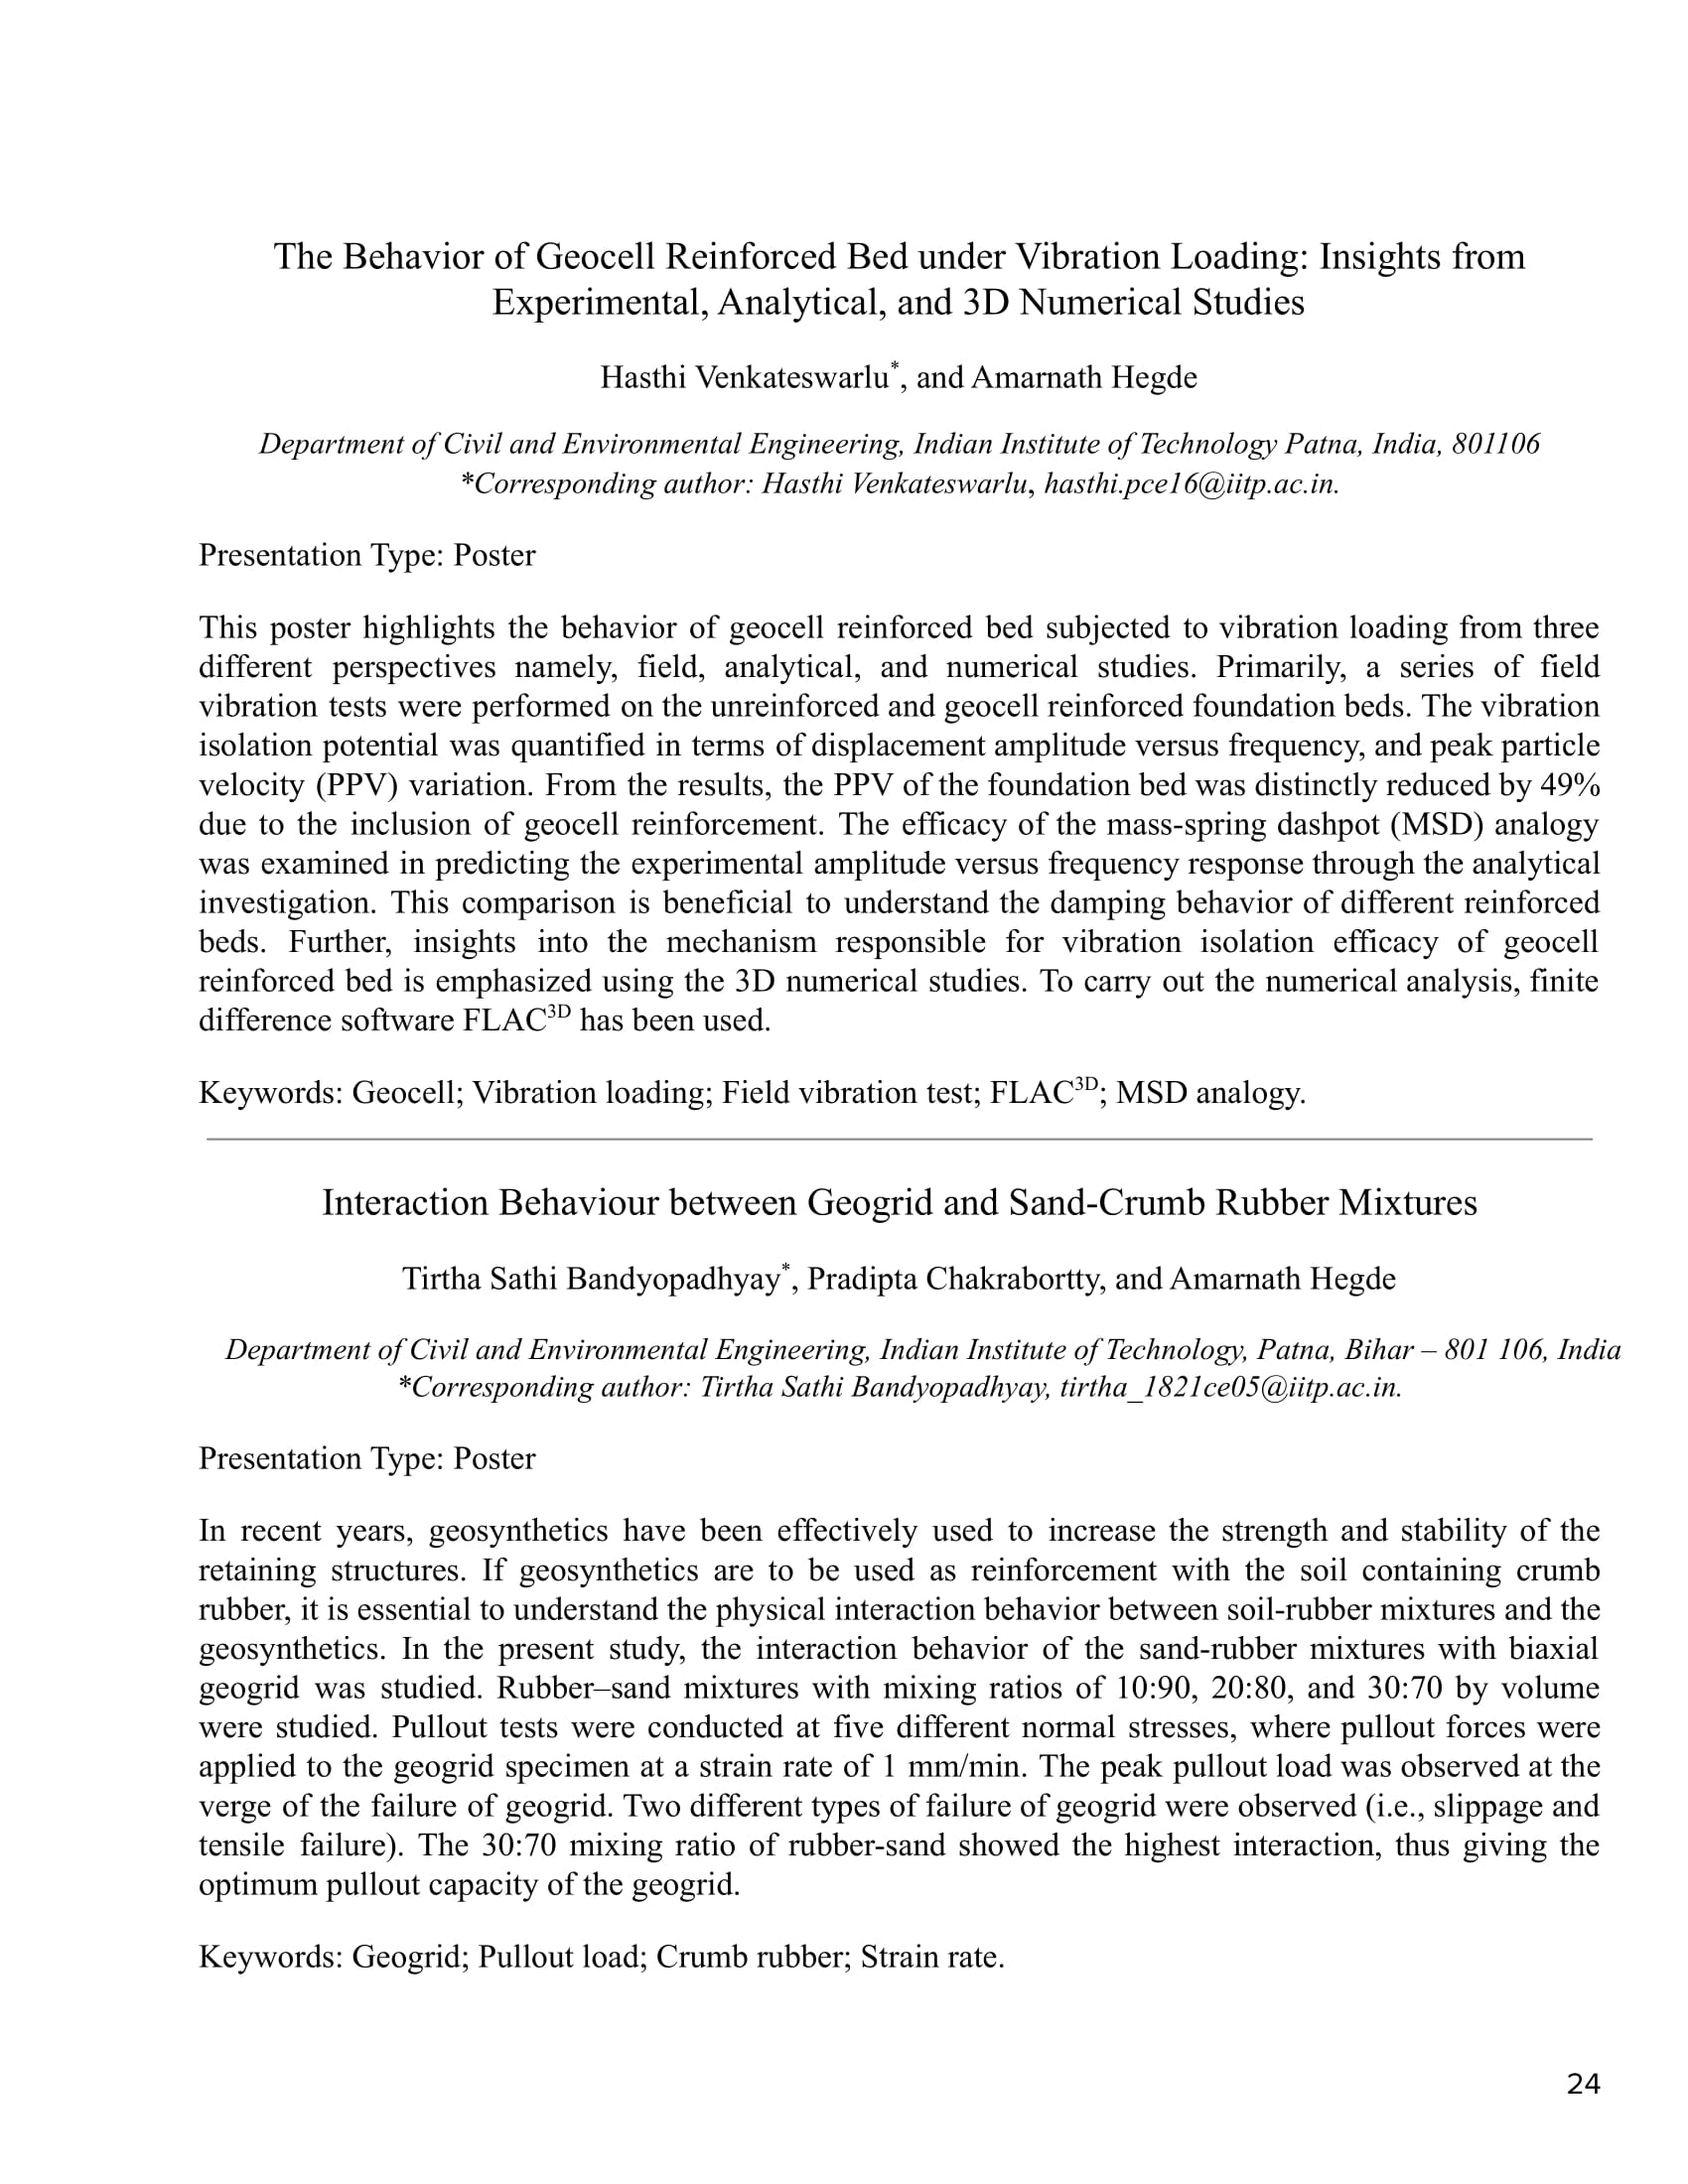 The Behavior of Geocell Reinforced Bed under Vibration Loading: Insights from
Experimental, Analytical, and 3D Numerical Studies
Hasthi Venkateswarlu*, and Amarnath Hegde
Department of Civil and Environmental Engineering, Indian Institute of Technology Patna, India, 801106
*Corresponding author: Hasthi Venkateswarlu, hasthi.pce16@iitp.ac.in.
Presentation Type: Poster
This poster highlights the behavior of geocell reinforced bed subjected to vibration loading from three
different perspectives namely, field, analytical, and numerical studies. Primarily, a series of field
vibration tests were performed on the unreinforced and geocell reinforced foundation beds. The vibration
isolation potential was quantified in terms of displacement amplitude versus frequency, and peak particle
velocity (PPV) variation. From the results, the PPV of the foundation bed was distinctly reduced by 49%
due to the inclusion of geocell reinforcement. The efficacy of the mass-spring dashpot (MSD) analogy
was examined in predicting the experimental amplitude versus frequency response through the analytical
investigation. This comparison is beneficial to understand the damping behavior of different reinforced
beds. Further, insights into the mechanism responsible for vibration isolation efficacy of geocell
reinforced bed is emphasized using the 3D numerical studies. To carry out the numerical analysis, finite
difference software FLAC3D has been used.
Keywords: Geocell; Vibration loading; Field vibration test; FLAC3D; MSD analogy.
Interaction Behaviour between Geogrid and Sand-Crumb Rubber Mixtures
Tirtha Sathi Bandyopadhyay*, Pradipta Chakrabortty, and Amarnath Hegde
Department of Civil and Environmental Engineering, Indian Institute of Technology, Patna, Bihar – 801 106, India
*Corresponding author: Tirtha Sathi Bandyopadhyay, tirtha_1821ce05@iitp.ac.in.
Presentation Type: Poster
In recent years, geosynthetics have been effectively used to increase the strength and stability of the
retaining structures. If geosynthetics are to be used as reinforcement with the soil containing crumb
rubber, it is essential to understand the physical interaction behavior between soil-rubber mixtures and the
geosynthetics. In the present study, the interaction behavior of the sand-rubber mixtures with biaxial
geogrid was studied. Rubber–sand mixtures with mixing ratios of 10:90, 20:80, and 30:70 by volume
were studied. Pullout tests were conducted at five different normal stresses, where pullout forces were
applied to the geogrid specimen at a strain rate of 1 mm/min. The peak pullout load was observed at the
verge of the failure of geogrid. Two different types of failure of geogrid were observed (i.e., slippage and
tensile failure). The 30:70 mixing ratio of rubber-sand showed the highest interaction, thus giving the
optimum pullout capacity of the geogrid.
Keywords: Geogrid; Pullout load; Crumb rubber; Strain rate.
24